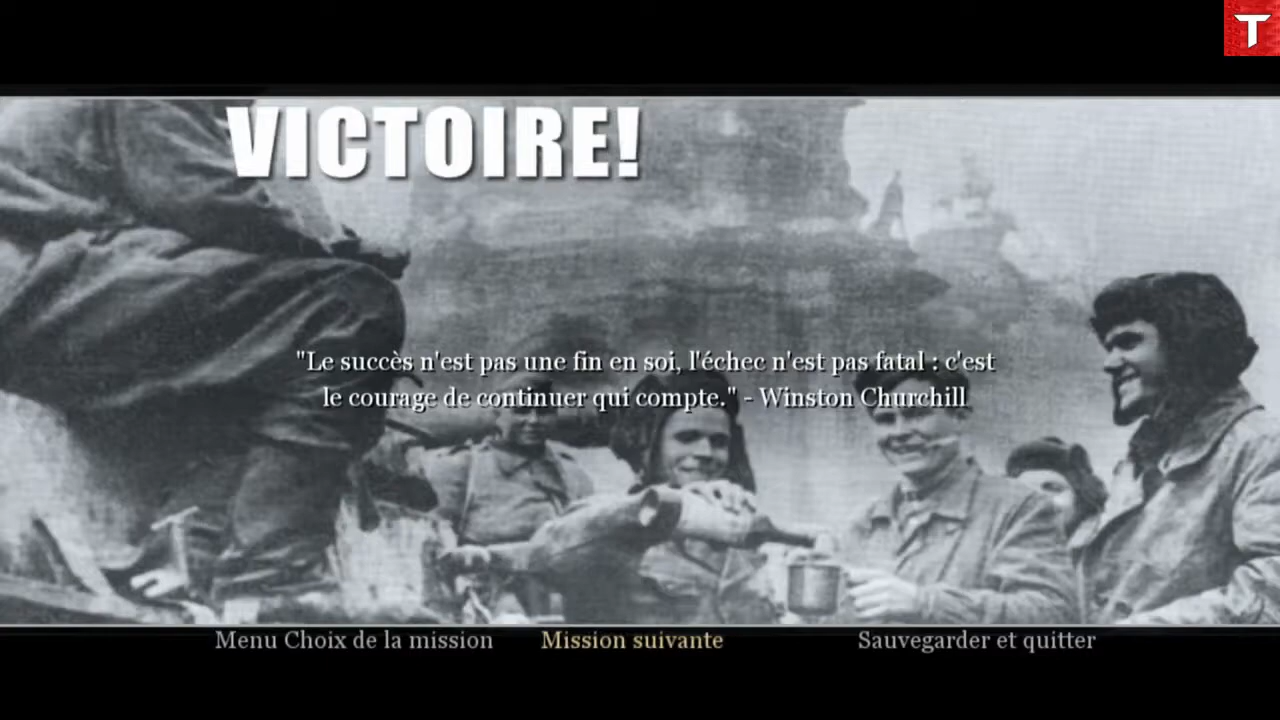 T
VICTOIRE!
"Le succès n'est pas une fin en soi, l'échec n'est pas fatal : c'est
le courage de continuer qui compte." - Winston Churchill
Menu Choix de la mission
Mission suivante
Sauvegarder et quitter